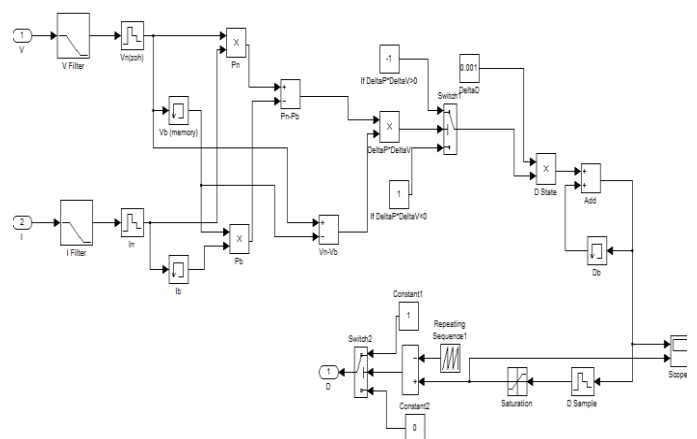 1
V
V Filter
Vn(zoh)
Vb (memory)
X
Pn
+
−
Pn-Pb
-1
If DeltaP*DeltaV>0
0.001
DeltaD
Switch1
X
DeltaP*DeltaV
1
If DeltaP*DeltaV<0
X
D State
+
+
Add
Db
2
I
I Filter
In
Ib
X
Pb
+
−
Vn-Vb
Constant1
1
Repeating
Sequence1
Switch2
1
D
−
+
Constant2
0
Saturation
D Sample
Scope